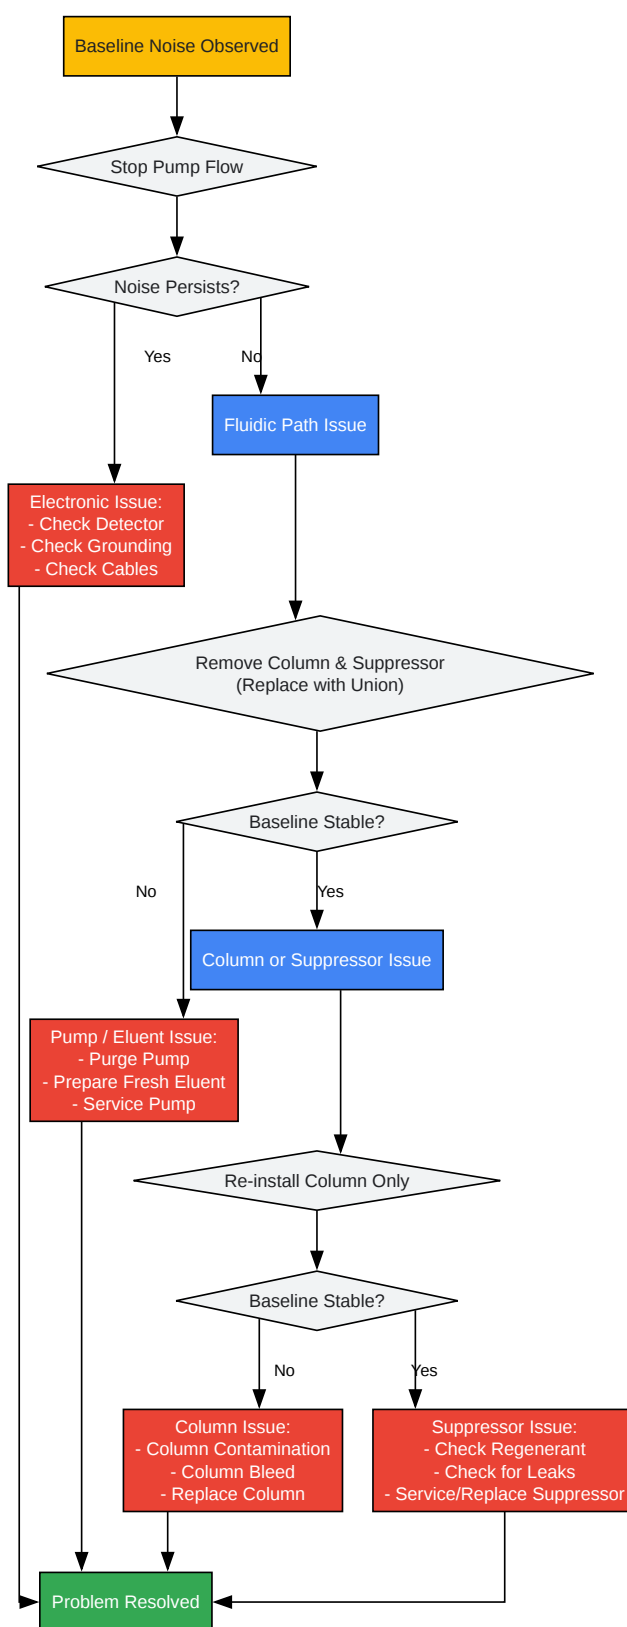 Baseline Noise Observed
Stop Pump Flow
Noise Persists?
Yes
No
Fluidic Path Issue
Electronic Issue:
- Check Detector
- Check Grounding
- Check Cables
Remove Column & Suppressor
(Replace with Union)
Baseline Stable?
No
Yes
Column or Suppressor Issue
Pump / Eluent Issue:
- Purge Pump
- Prepare Fresh Eluent
- Service Pump
Re-install Column Only
Baseline Stable?
No
Yes
Column Issue:
- Column Contamination
- Column Bleed
- Replace Column
Suppressor Issue:
- Check Regenerant
- Check for Leaks
- Service/Replace Suppressor
Problem Resolved